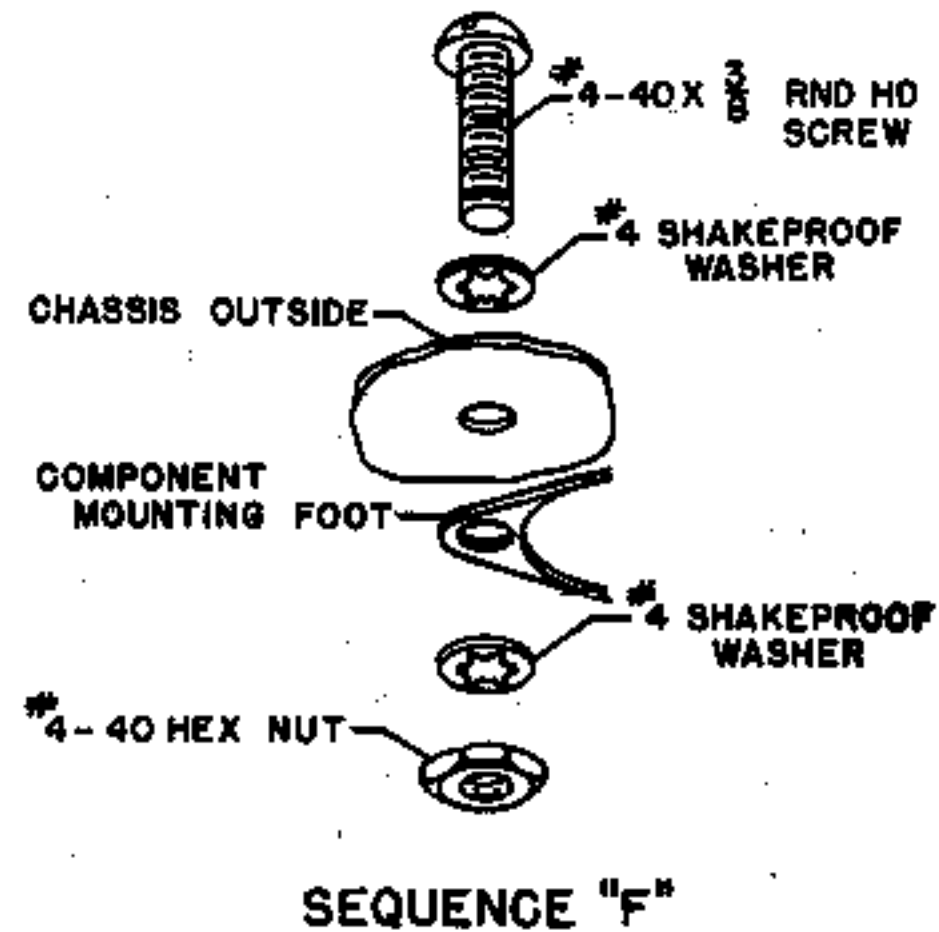 #4-40 X 3/8 RND HD
SCREW
#4 SHAKEPROOF
WASHER
CHASSIS OUTSIDE
COMPONENT
MOUNTING FOOT
#4 SHAKEPROOF
WASHER
#4-40 HEX NUT
SEQUENCE "F"